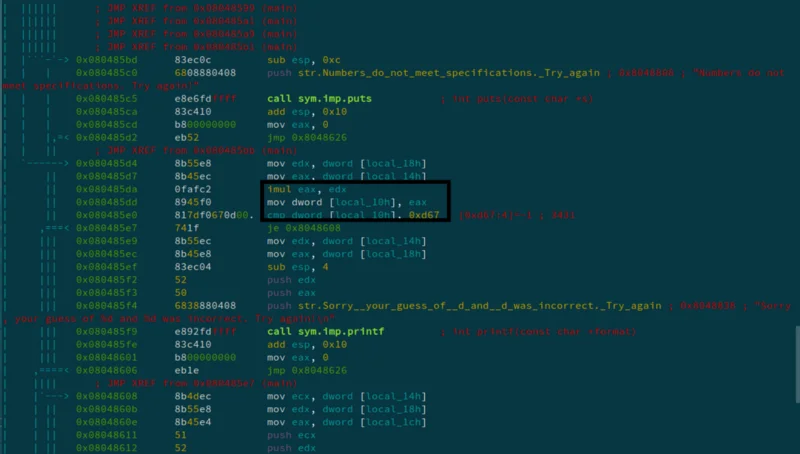 ; JMP XREF from 0x08048599 (main)
; JMP XREF from 0x080485a1 (main)
; JMP XREF from 0x080485a9 (main)
; JMP XREF from 0x080485b1 (main)
0x080485bd 83ec0c sub esp, 0xc
0x080485c0 6808880408 push str.Numbers_do_not_meet_specifications._Try_again ; 0x8048808 ; "Numbers do not
meet specifications. Try again!"
0x080485c5 e8e6fdffff call sym.imp.puts ; int puts(const char *s)
0x080485ca 83c410 add esp, 0x10
0x080485cd b800000000 mov eax, 0
,=< 0x080485d2 eb52 jmp 0x8048626
; JMP XREF from 0x080485bb (main)
0x080485d4 8b55e8 mov edx, dword [local_18h]
0x080485d7 8b45ec mov eax, dword [local_14h]
0x080485da 0fafc2 imul eax, edx
0x080485dd 8945f0 mov dword [local_10h], eax
0x080485e0 817df0670d00. cmp dword [local_10h], 0xd67
,===< 0x080485e7 741f je 0x8048608
0x080485e9 8b55ec mov edx, dword [local_14h]
0x080485ec 8b45e8 mov eax, dword [local_18h]
0x080485ef 83ec04 sub esp, 4
0x080485f2 52 push edx
0x080485f3 50 push eax
0x080485f4 6838880408 push str.Sorry__your_guess_of__d_and__d_was_incorrect._Try_again ; 0x8048838 ; "Sorry
, your guess of %d and %d was incorrect. Try again!\n"
0x080485f9 e892fdffff call sym.imp.printf ; int printf(const char *format)
0x080485fe 83c410 add esp, 0x10
0x08048601 b800000000 mov eax, 0
,====< 0x08048606 eb1e jmp 0x8048626
; JMP XREF from 0x080485e7 (main)
0x08048608 8b4dec mov ecx, dword [local_14h]
0x0804860b 8b55e8 mov edx, dword [local_18h]
0x0804860e 8b45e4 mov eax, dword [local_1ch]
0x08048611 51 push ecx
0x08048612 52 push edx